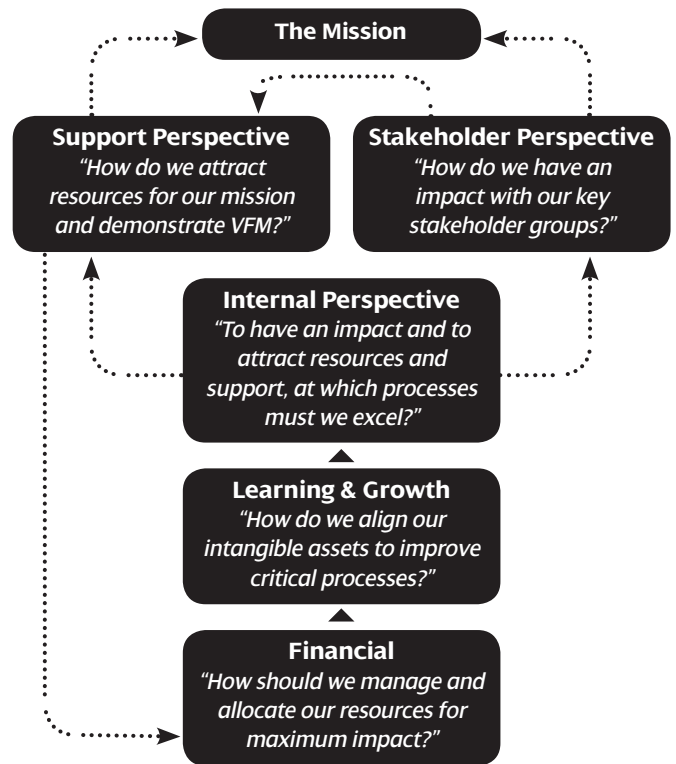 The Mission
Support Perspective
“How do we attract
resources for our mission
and demonstrate VFM?”
Stakeholder Perspective
“How do we have an
impact with our key
stakeholder groups?”
Internal Perspective
“To have an impact and to
attract resources and
support, at which processes
must we excel?”
Learning & Growth
“How do we align our
intangible assets to improve
critical processes?”
Financial
“How should we manage and
allocate our resources for
maximum impact?”